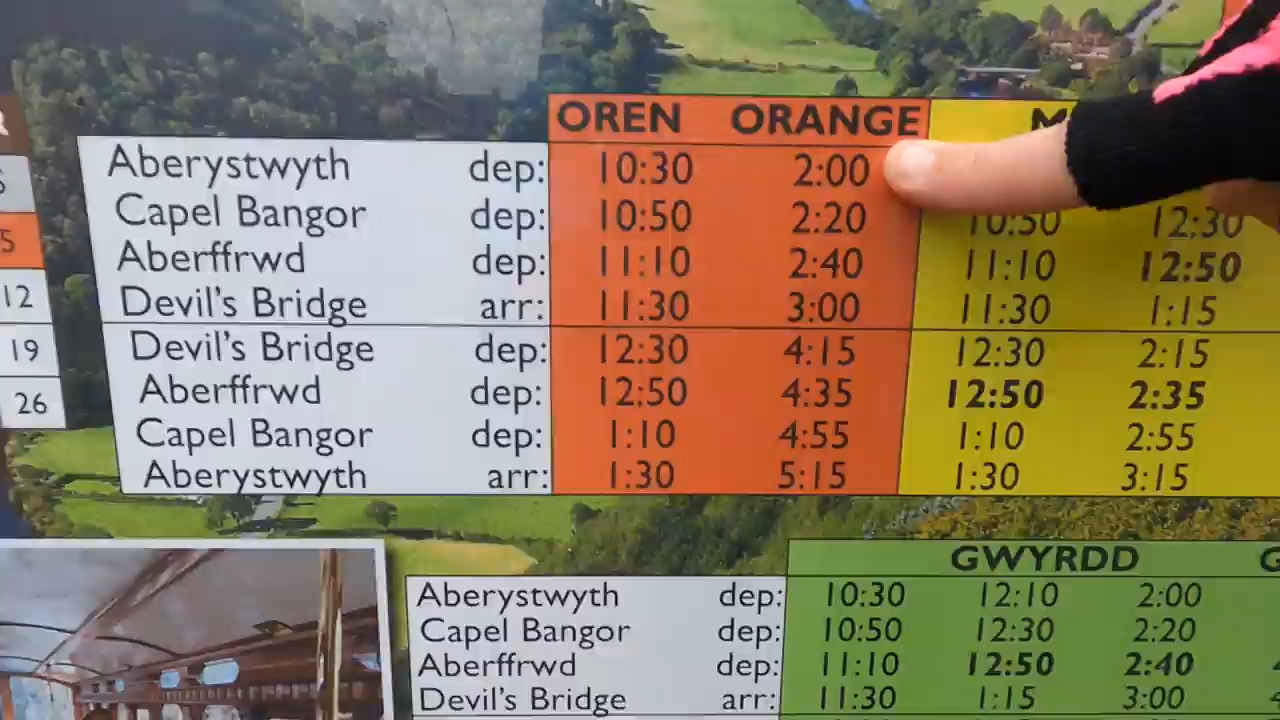 OREN ORANGE
Aberystwyth dep: 10:30 2:00
Capel Bangor dep: 10:50 2:20 10:50 12:30
Aberffrwd dep: 11:10 2:40 11:10 12:50
Devil's Bridge arr: 11:30 3:00 11:30 1:15
Devil's Bridge dep: 12:30 4:15 12:30 2:15
Aberffrwd dep: 12:50 4:35 12:50 2:35
Capel Bangor dep: 1:10 4:55 1:10 2:55
Aberystwyth arr: 1:30 5:15 1:30 3:15
12
19
26
GWYRDD
Aberystwyth dep: 10:30 12:10 2:00
Capel Bangor dep: 10:50 12:30 2:20
Aberffrwd dep: 11:10 12:50 2:40
Devil's Bridge arr: 11:30 1:15 3:00